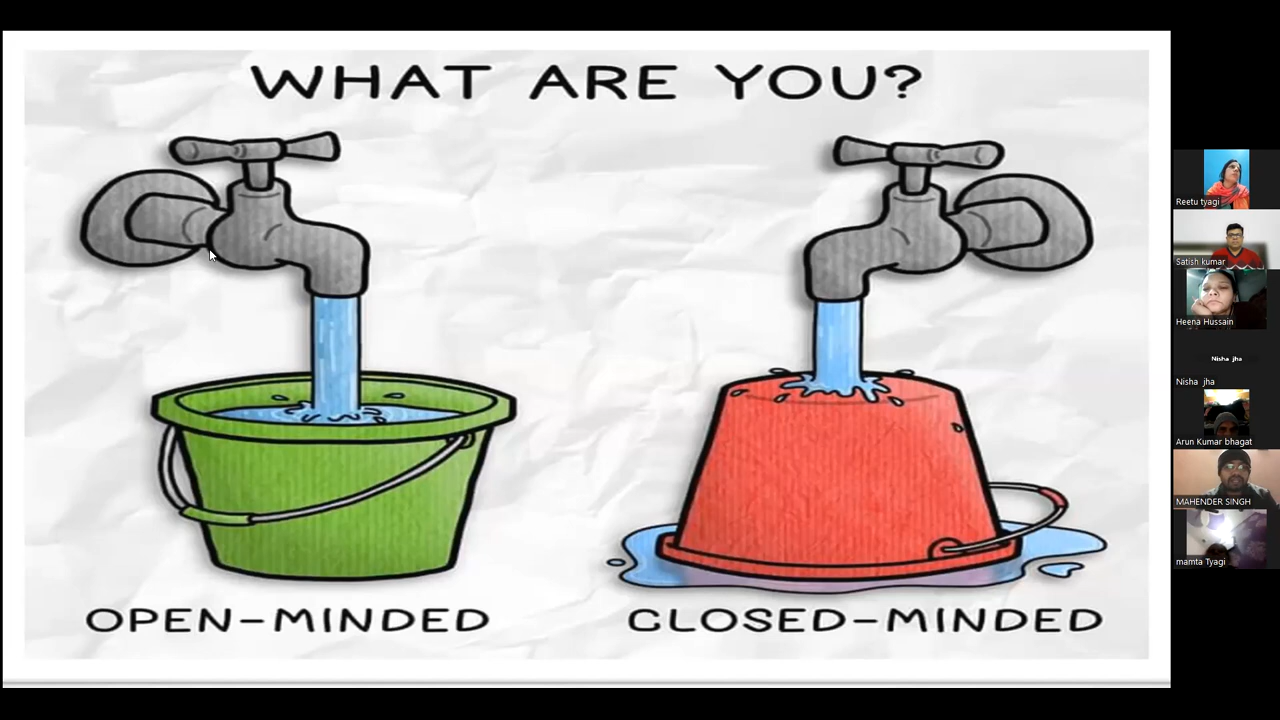 WHAT ARE YOU?
OPEN-MINDED
CLOSED-MINDED
Reetu tyagi
Satish kumar
Heena Hussain
Nisha jha
Nisha jha
Arun Kumar bhagat
MAHENDER SINGH
mamta Tyagi